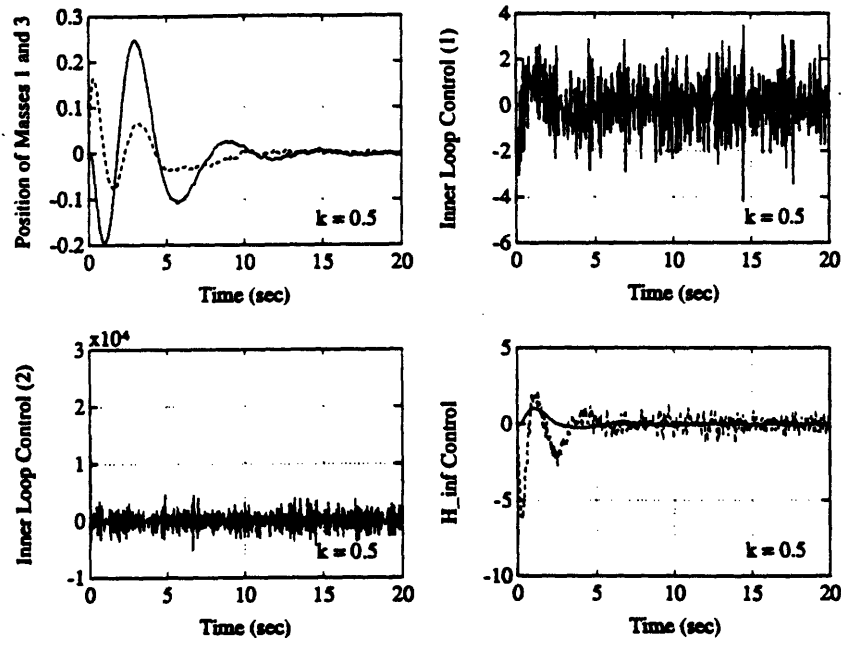 Position of Masses 1 and 3
0.3
0.2
0.1
0
-0.1
-0.2
k = 0.5
0 5 10 15 20
Time (sec)
Inner Loop Control (1)
4
2
0
-2
-4
-6
k = 0.5
0 5 10 15 20
Time (sec)
Inner Loop Control (2)
x10⁴
3
2
1
0
-1
k = 0.5
0 5 10 15 20
Time (sec)
H_inf Control
5
0
-5
-10
k = 0.5
0 5 10 15 20
Time (sec)